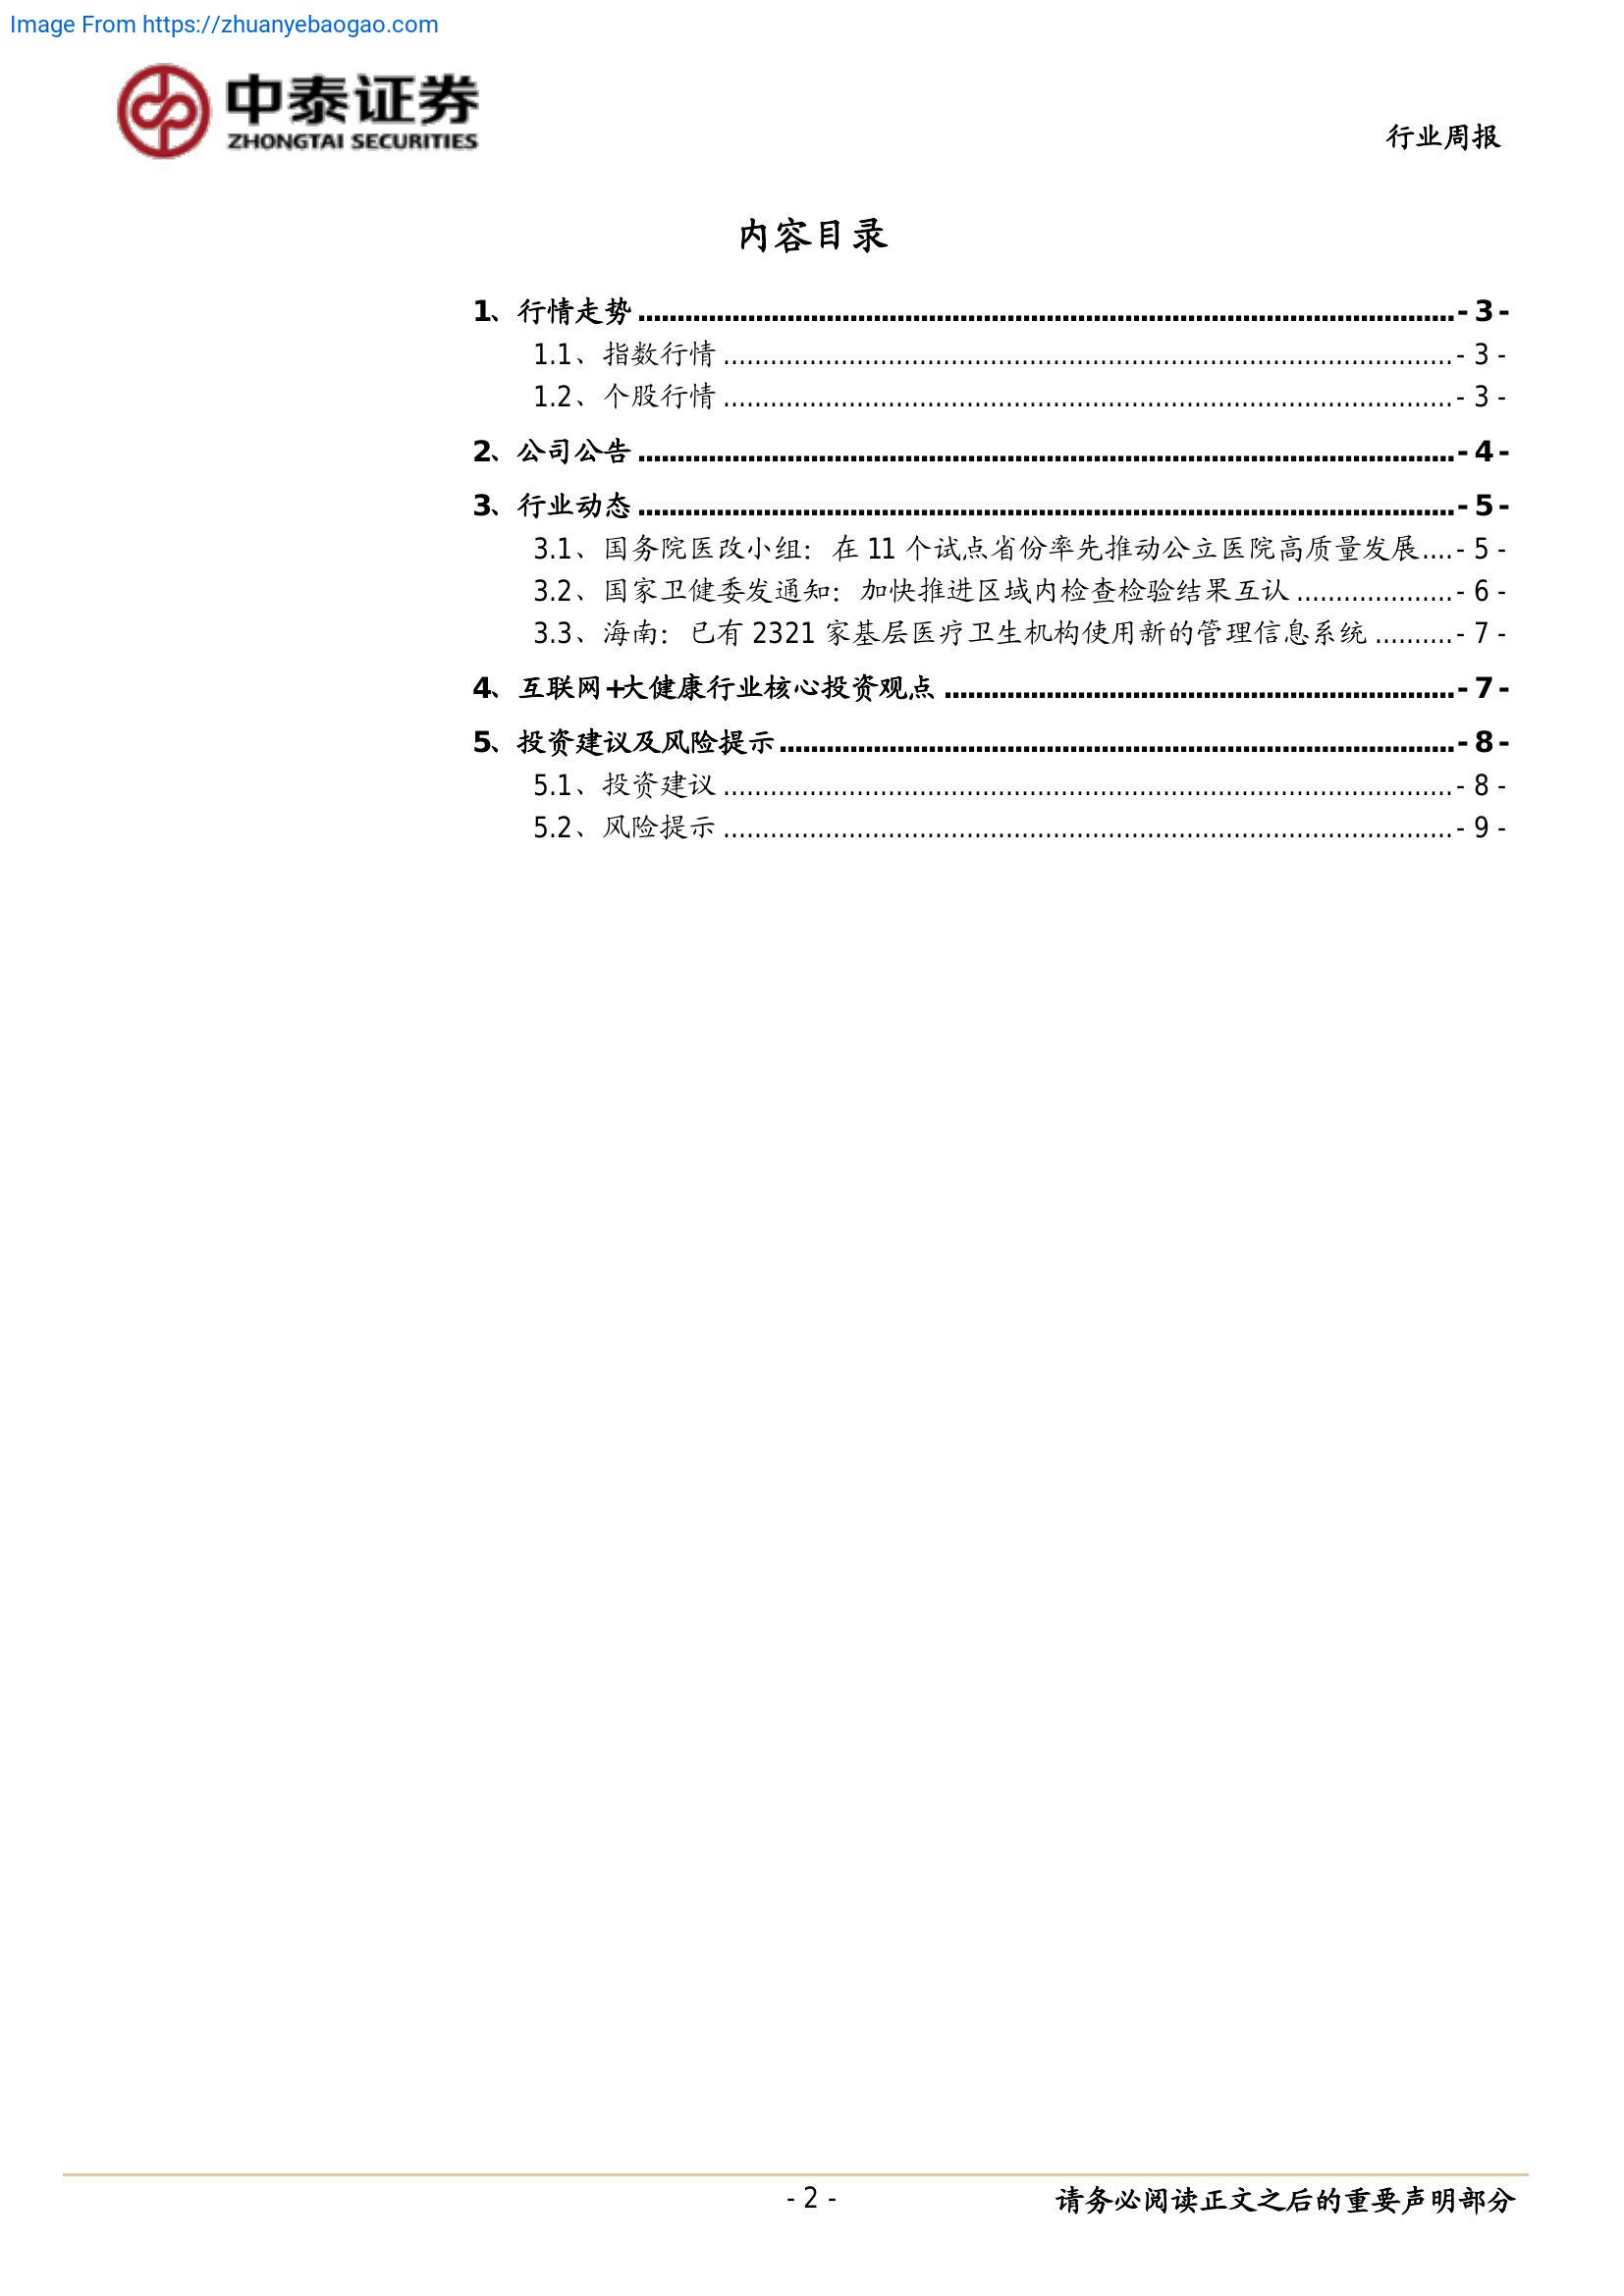 Image From https://zhuanyebaogao.com
中泰证券
ZHONGTAI SECURITIES
行业周报
内容目录
1、行情走势 ........ - 3 -
1.1、指数行情 ........ - 3 -
1.2、个股行情 ........ - 3 -
2、公司公告 ........ - 4 -
3、行业动态 ........ - 5 -
3.1、国务院医改小组：在 11 个试点省份率先推动公立医院高质量发展 .... - 5 -
3.2、国家卫健委发通知：加快推进区域内检查检验结果互认 ........ - 6 -
3.3、海南：已有 2321 家基层医疗卫生机构使用新的管理信息系统 ........ - 7 -
4、互联网+大健康行业核心投资观点 ........ - 7 -
5、投资建议及风险提示 ........ - 8 -
5.1、投资建议 ........ - 8 -
5.2、风险提示 ........ - 9 -
- 2 -
请务必阅读正文之后的重要声明部分